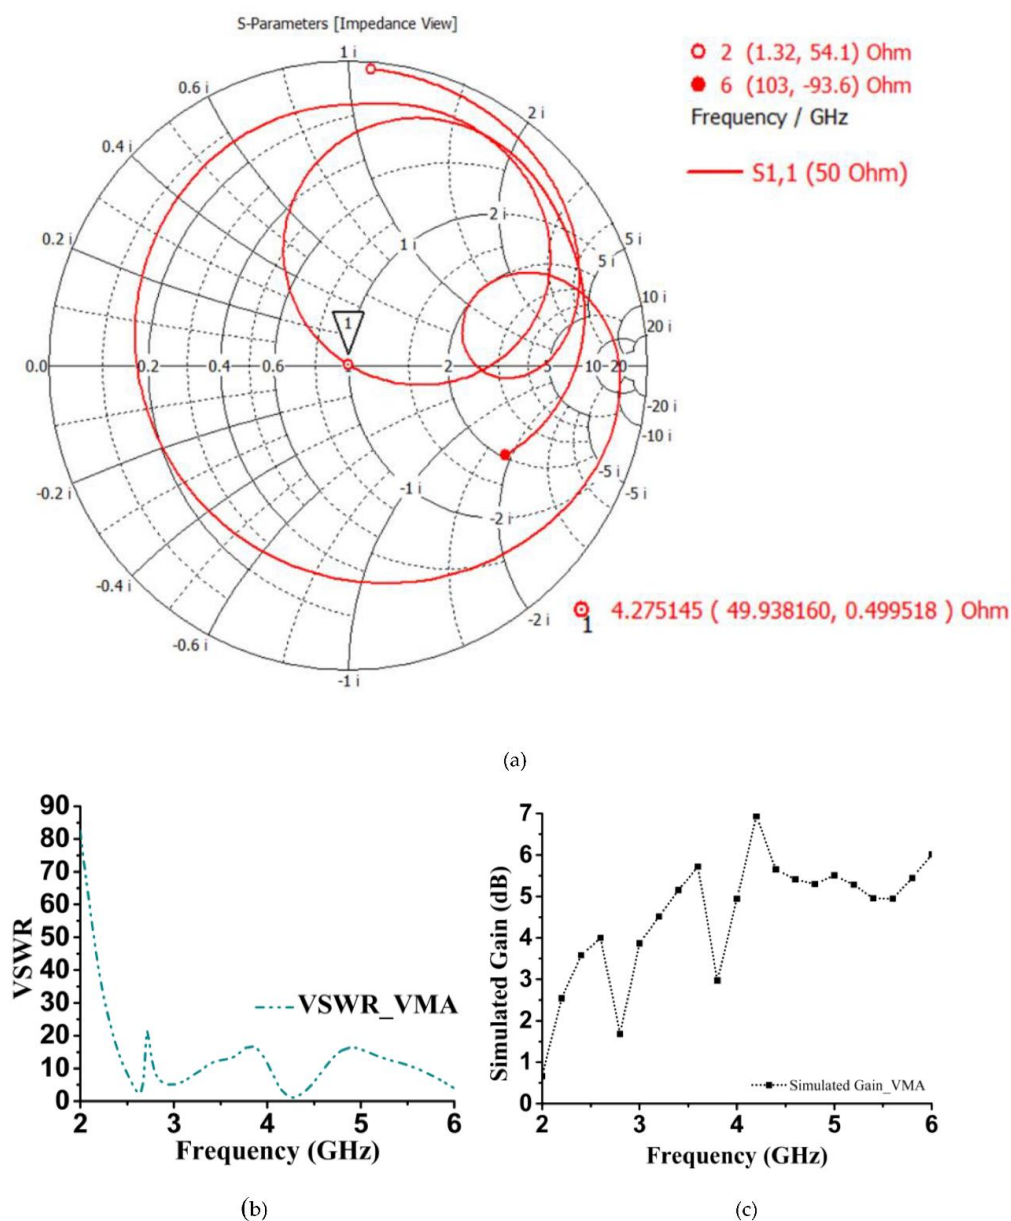 S-Parameters [Impedance View]
2 (1.32, 54.1) Ohm
6 (103, -93.6) Ohm
Frequency / GHz
S1,1 (50 Ohm)
1 i
0.6 i
2 i
0.4 i
0.2 i
1 i
2 i
5 i
5 i
10 i
20 i
1
0.0
0.2
0.4
0.6
1
2
5
10
20
-20 i
-10 i
-0.2 i
-1 i
-2 i
-5 i
-5 i
-0.4 i
-0.6 i
-2 i
-1 i
4.275145 ( 49.938160, 0.499518 ) Ohm
1
(a)
VSWR
90
80
70
60
50
40
30
20
10
0
VSWR_VMA
2 3 4 5 6
Frequency (GHz)
(b)
Simulated Gain (dB)
7
6
5
4
3
2
1
0
Simulated Gain_VMA
2 3 4 5 6
Frequency (GHz)
(c)